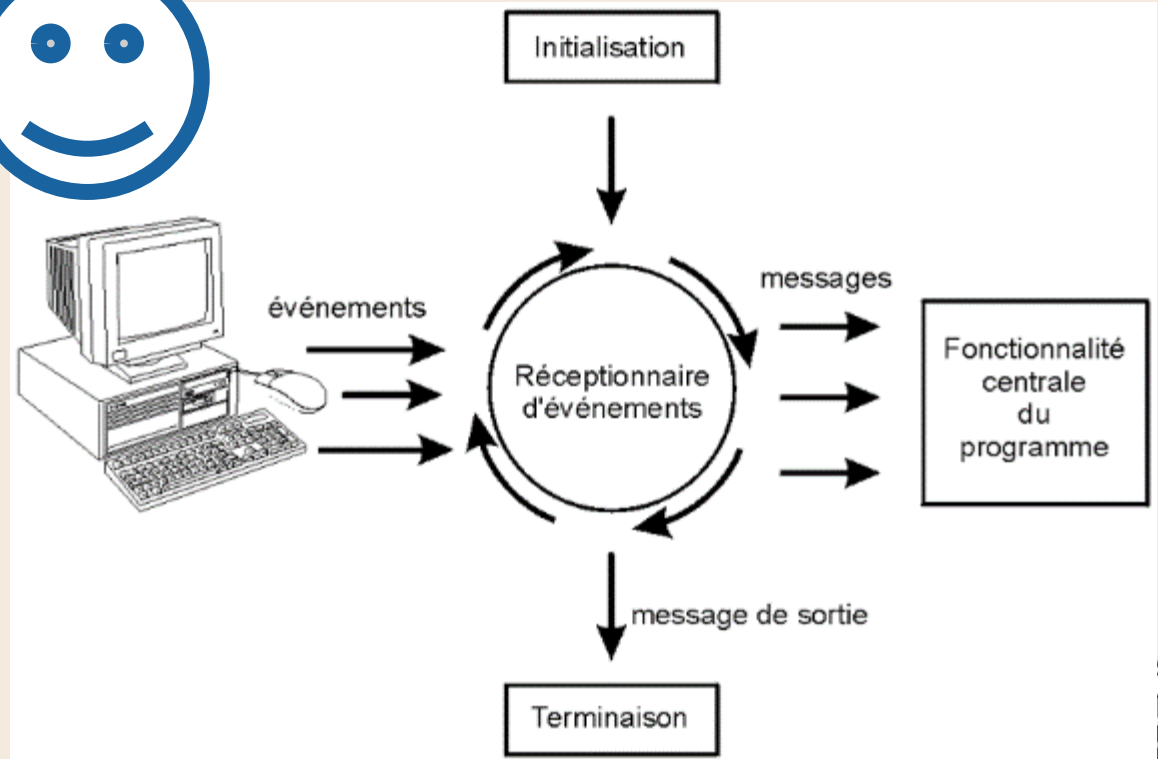 Initialisation
événements
messages
Réceptionnaire
d'événements
Fonctionnalité
centrale
du
programme
message de sortie
Terminaison